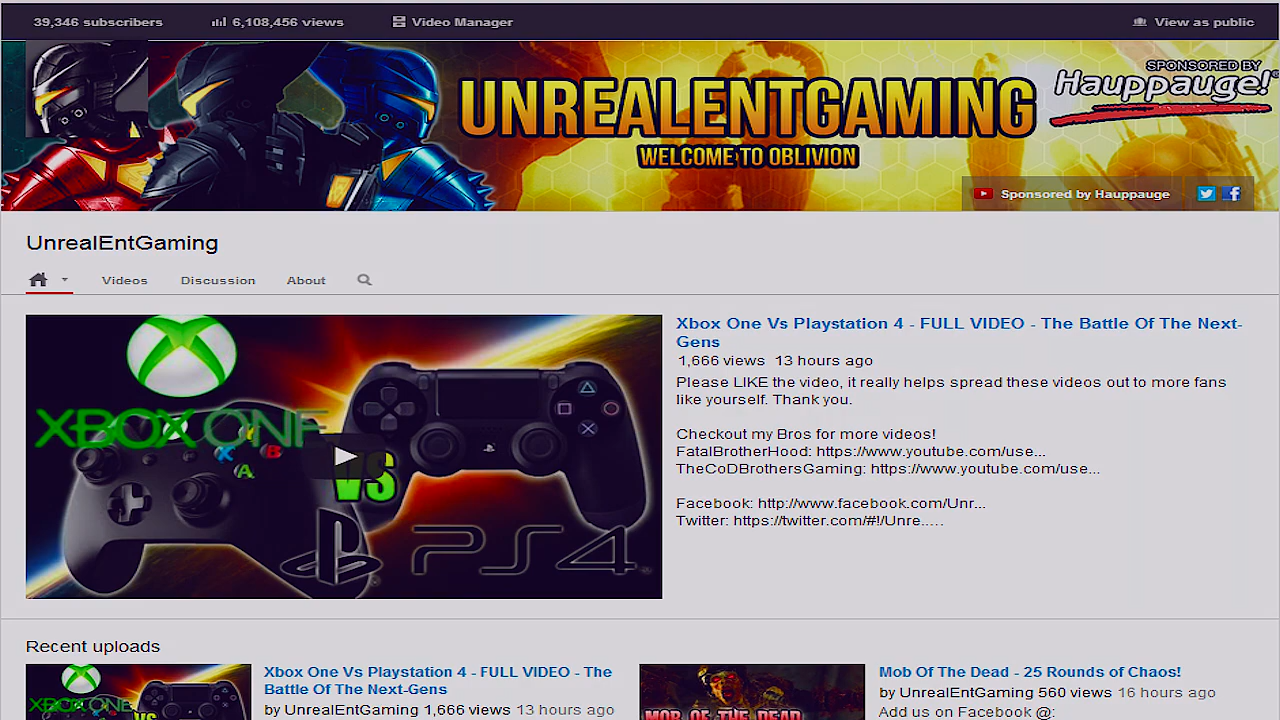 39,346 subscribers
6,108,456 views
Video Manager
View as public
UNREALENTGAMING
WELCOME TO OBLIVION
SPONSORED BY
Hauppauge!®
Sponsored by Hauppauge
UnrealEntGaming
Videos
Discussion
About
XBOX ONE
X
B
A
VS
PS4
Xbox One Vs Playstation 4 - FULL VIDEO - The Battle Of The Next-
Gens
1,666 views 13 hours ago
Please LIKE the video, it really helps spread these videos out to more fans
like yourself. Thank you.
Checkout my Bros for more videos!
FatalBrotherHood: https://www.youtube.com/use...
TheCoDBrothersGaming: https://www.youtube.com/use...
Facebook: http://www.facebook.com/Unr...
Twitter: https://twitter.com/#!/Unre.....
Recent uploads
XBOX ONE
VS
Xbox One Vs Playstation 4 - FULL VIDEO - The
Battle Of The Next-Gens
by UnrealEntGaming 1,666 views 13 hours ago
MOB OF THE DEAD
Mob Of The Dead - 25 Rounds of Chaos!
by UnrealEntGaming 560 views 16 hours ago
Add us on Facebook @: